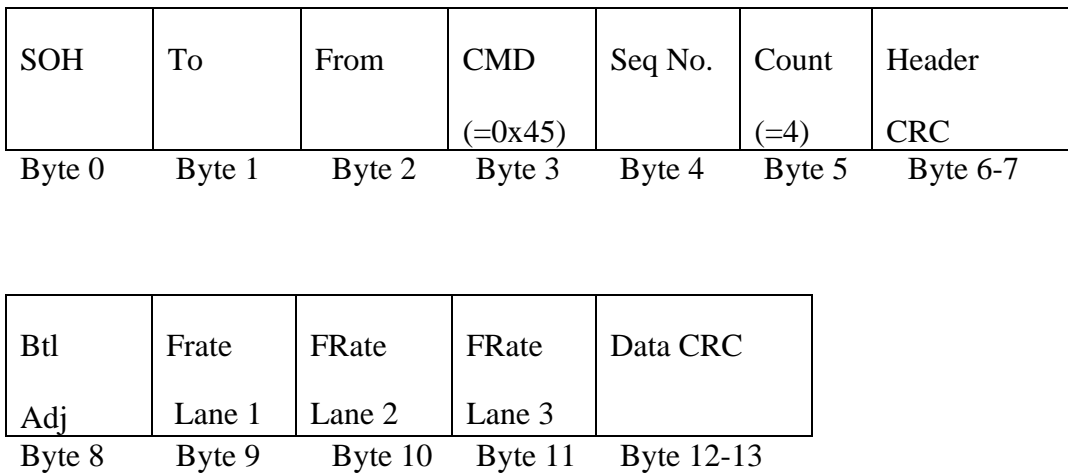 SOH To From CMD Seq No. Count Header
(=0x45) (=4) CRC
Byte 0 Byte 1 Byte 2 Byte 3 Byte 4 Byte 5 Byte 6-7
Btl Frate FRate FRate Data CRC
Adj Lane 1 Lane 2 Lane 3
Byte 8 Byte 9 Byte 10 Byte 11 Byte 12-13